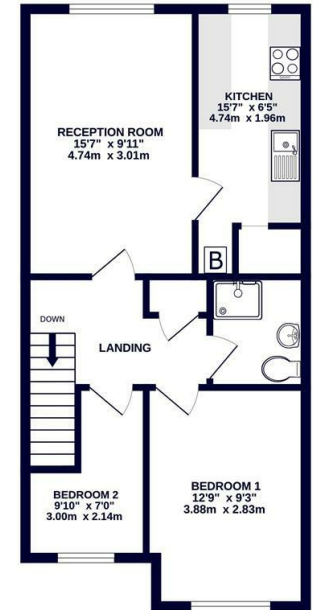 KITCHEN
15'7" x 6'5"
4.74m x 1.96m
RECEPTION ROOM
15'7" x 9'11"
4.74m x 3.01m
B
DOWN
LANDING
BEDROOM 1
12'9" x 9'3"
3.88m x 2.83m
BEDROOM 2
9'10" x 7'0"
3.00m x 2.14m